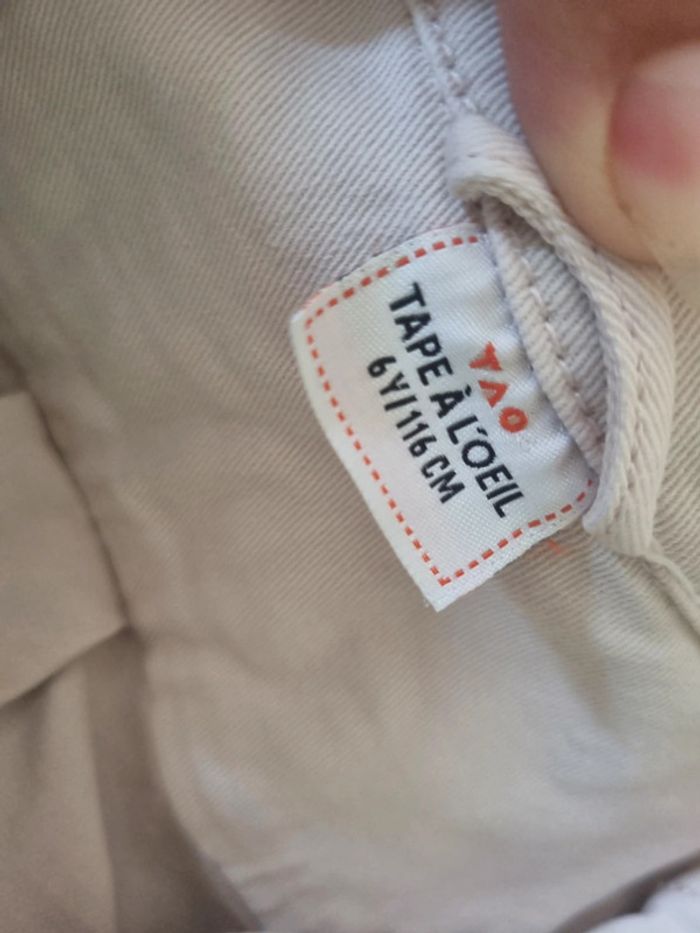 TAO
TAPE À L'OEIL
6Y/116 CM